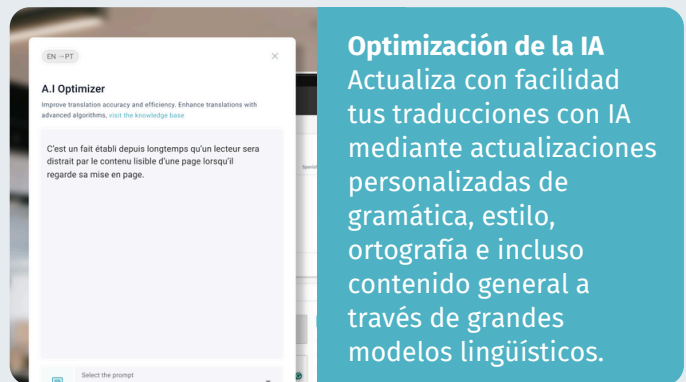 EN → PT
A.I Optimizer
Improve translation accuracy and efficiency. Enhance translations with
advanced algorithms, visit the knowledge base
C'est un fait établi depuis longtemps qu'un lecteur sera
distrait par le contenu lisible d'une page lorsqu'il
regarde sa mise en page.
Select the prompt
Optimización de la IA
Actualiza con facilidad
tus traducciones con IA
mediante actualizaciones
personalizadas de
gramática, estilo,
ortografía e incluso
contenido general a
través de grandes
modelos lingüísticos.